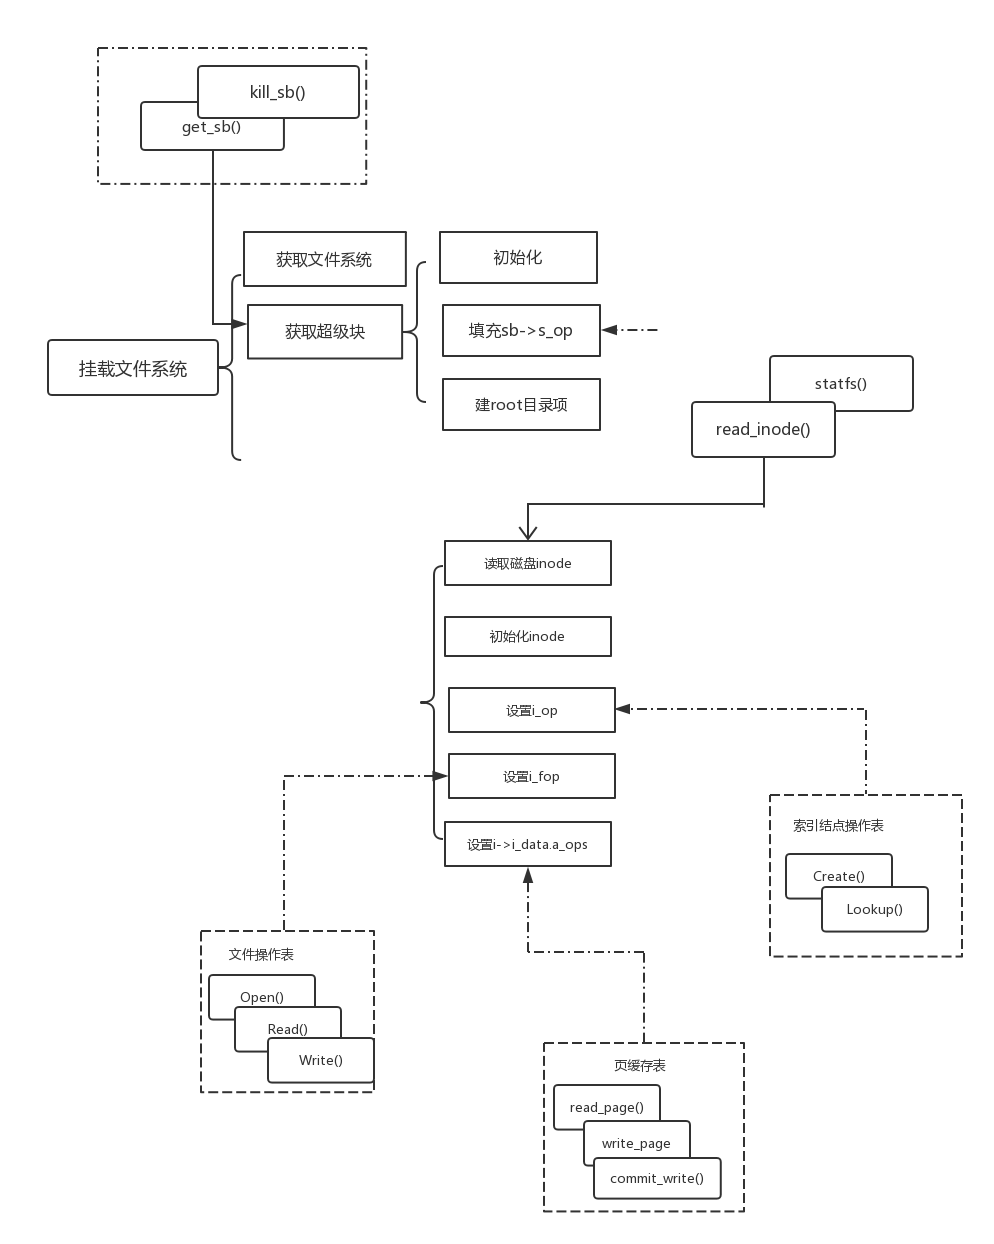 kill_sb()
get_sb()
获取文件系统
初始化
获取超级块
填充sb->s_op
挂载文件系统
建root目录项
statfs()
read_inode()
读取磁盘inode
初始化inode
设置i_op
设置i_fop
设置i->i_data.a_ops
索引结点操作表
Create()
Lookup()
文件操作表
Open()
Read()
Write()
页缓存表
read_page()
write_page
commit_write()